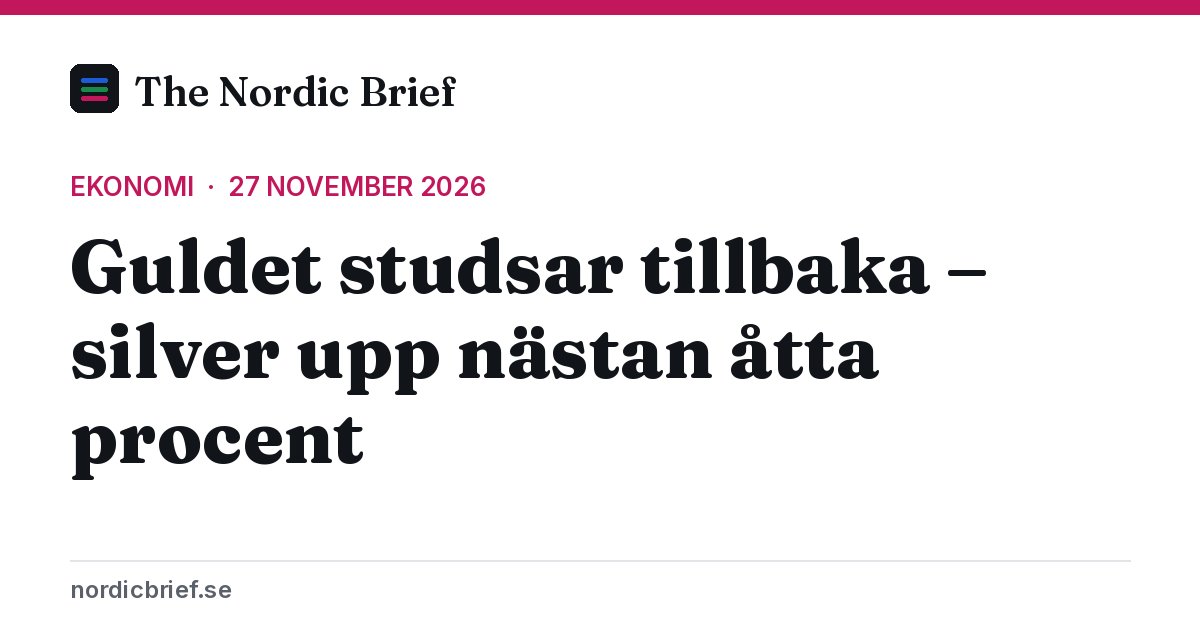 The Nordic Brief
EKONOMI · 27 NOVEMBER 2026
Guldet studsar tillbaka –
silver upp nästan åtta
procent
nordicbrief.se